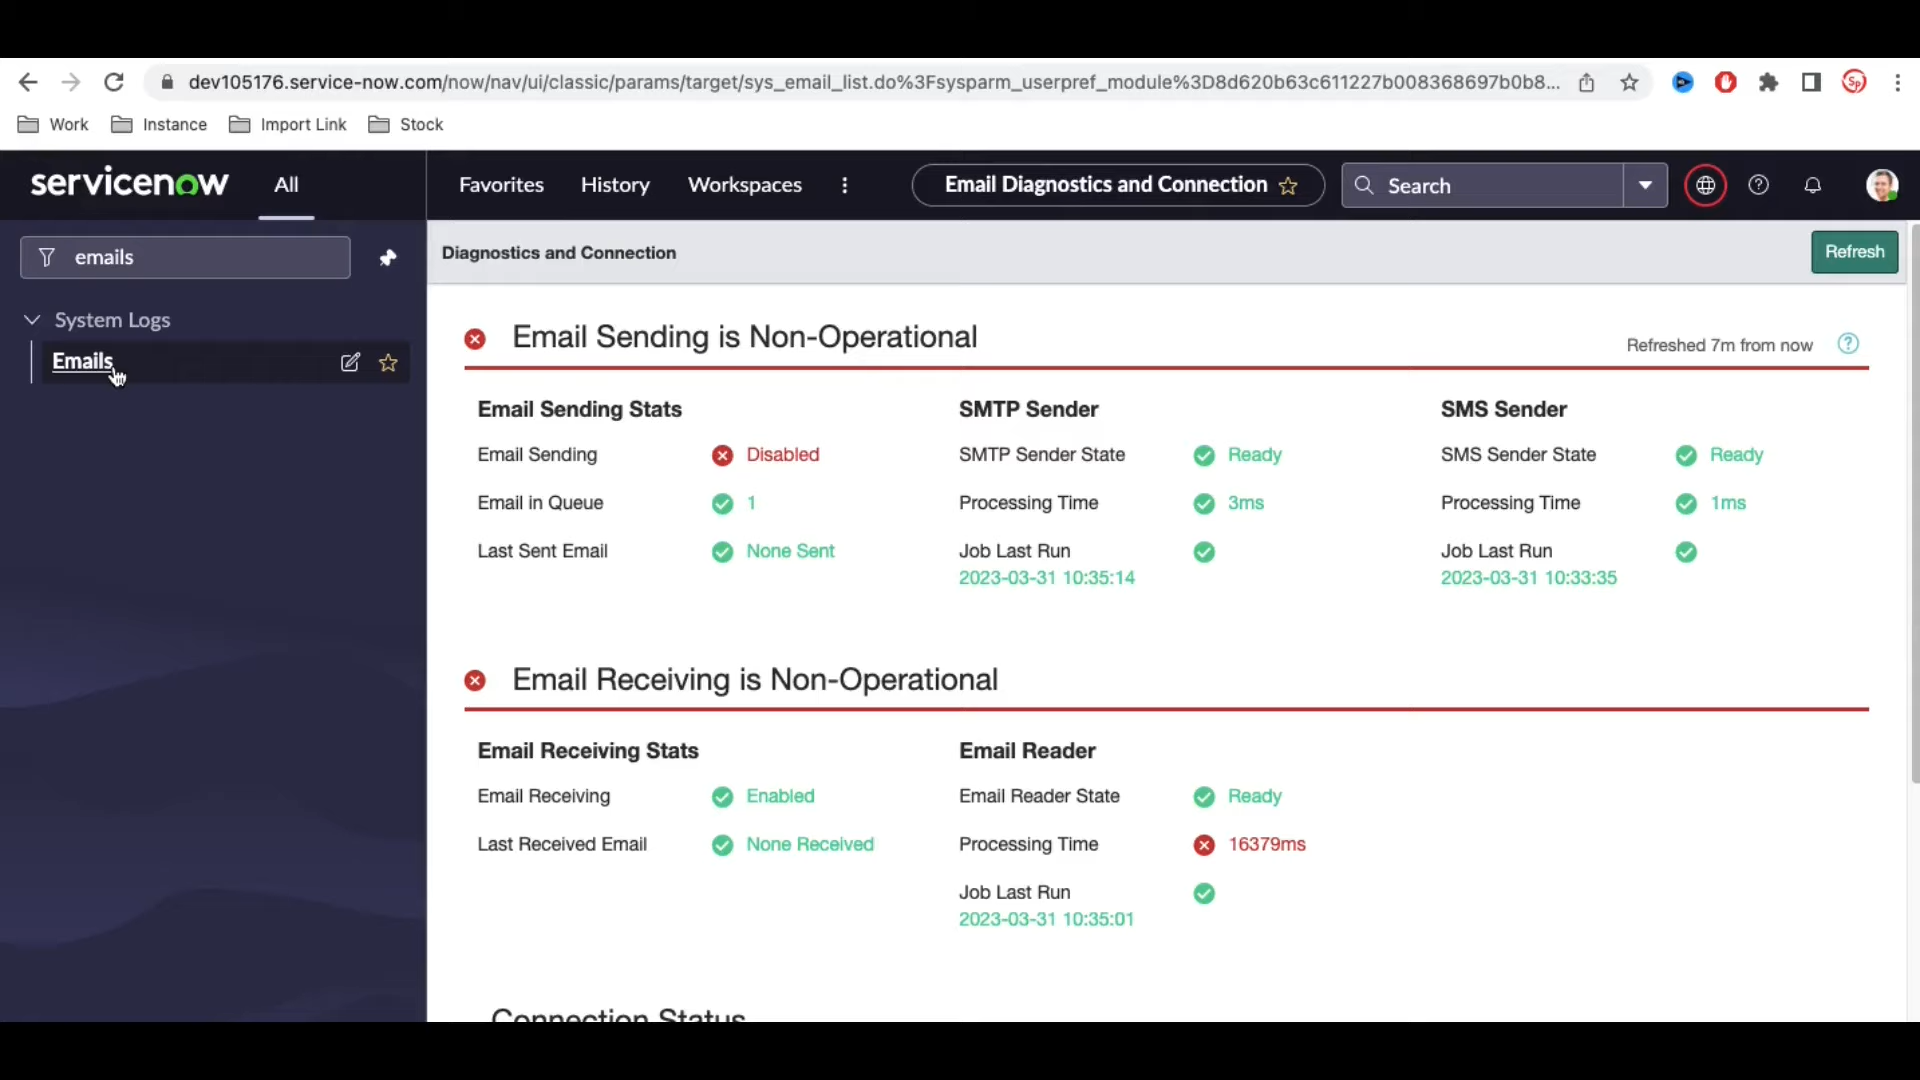 dev105176.service-now.com/now/nav/ui/classic/params/target/sys_email_list.do%3Fsysparm_userpref_module%3D8d620b63c611227b008368697b0b8...
Sp
Work Instance Import Link Stock
servicenow All Favorites History Workspaces Email Diagnostics and Connection Search
emails
System Logs
Emails
Diagnostics and Connection Refresh
Email Sending is Non-Operational Refreshed 7m from now
Email Sending Stats SMTP Sender SMS Sender
Email Sending Disabled SMTP Sender State Ready SMS Sender State Ready
Email in Queue 1 Processing Time 3ms Processing Time 1ms
Last Sent Email None Sent Job Last Run Job Last Run
2023-03-31 10:35:14 2023-03-31 10:33:35
Email Receiving is Non-Operational
Email Receiving Stats Email Reader
Email Receiving Enabled Email Reader State Ready
Last Received Email None Received Processing Time 16379ms
Job Last Run
2023-03-31 10:35:01
Connection Status